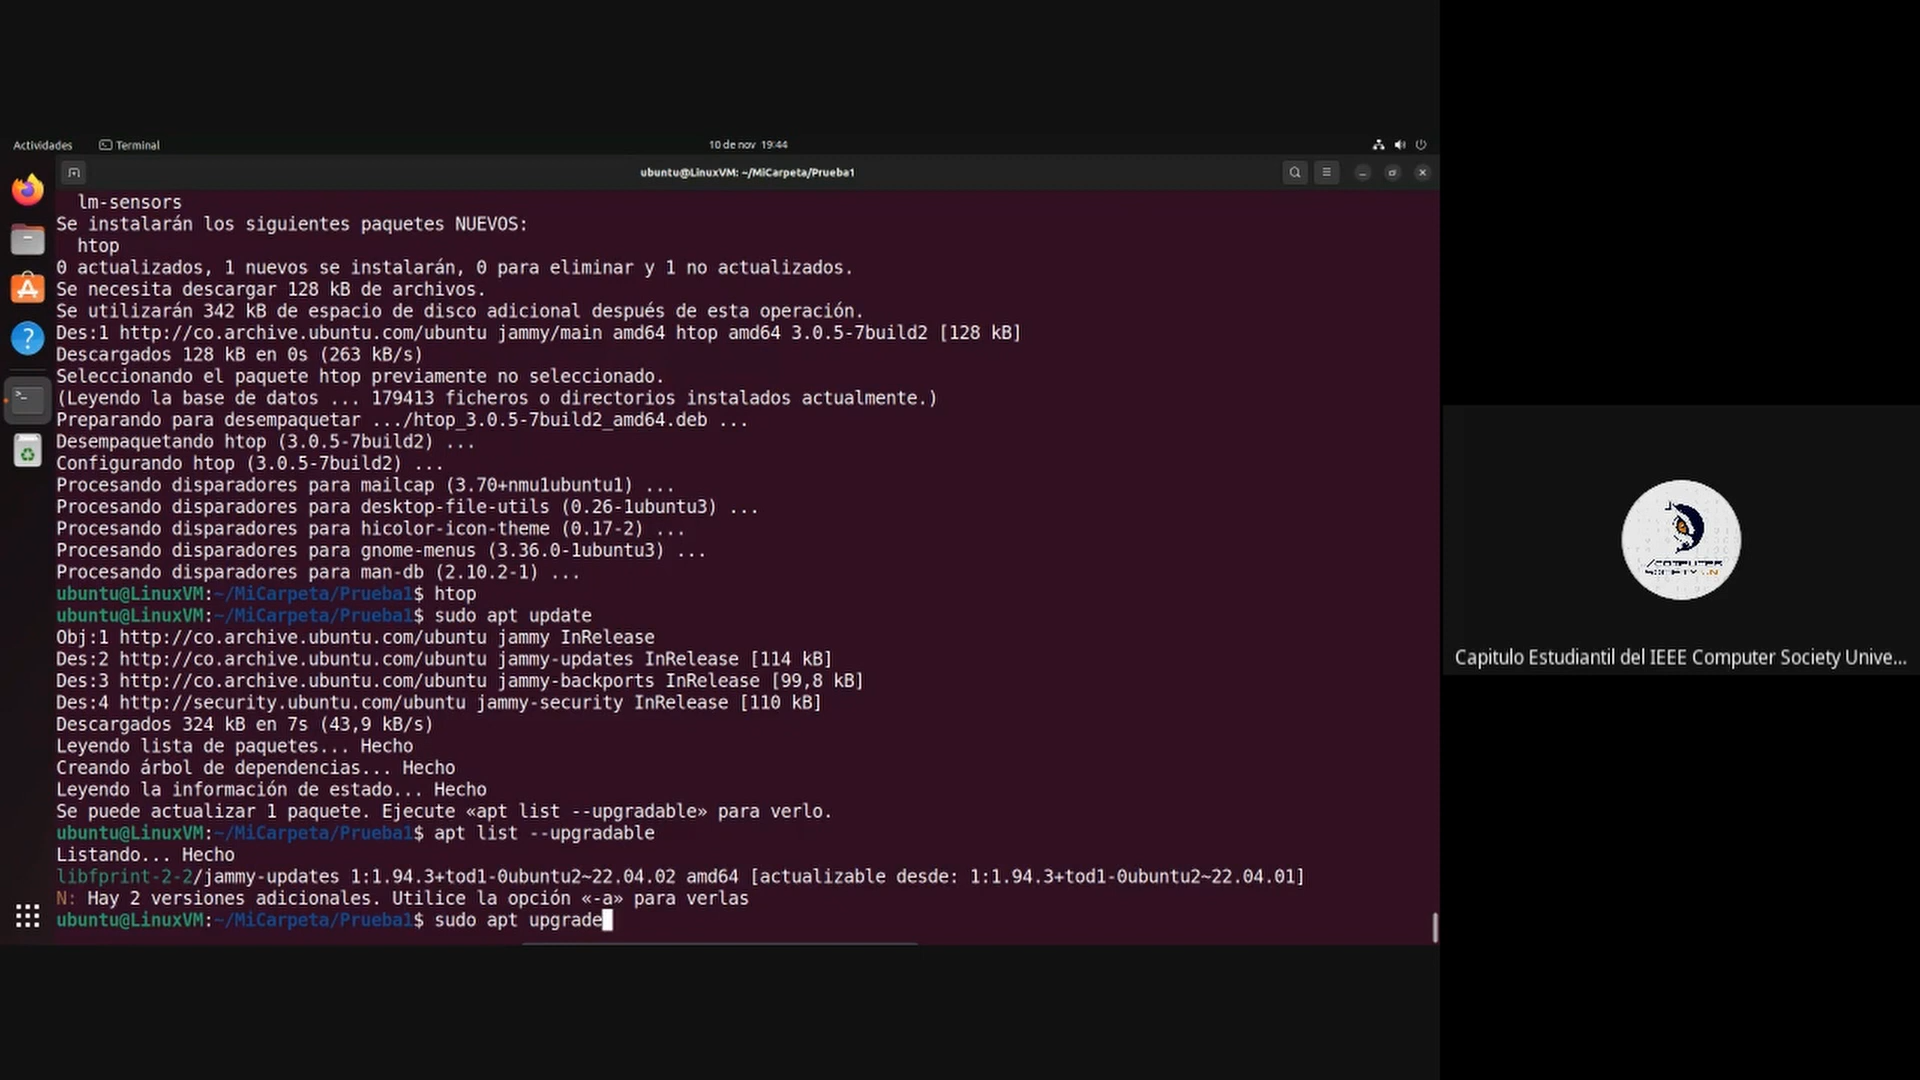 Actividades
Terminal
10 de nov 19:44
ubuntu@LinuxVM: ~/MiCarpeta/Prueba1
lm-sensors
Se instalarán los siguientes paquetes NUEVOS:
htop
0 actualizados, 1 nuevos se instalarán, 0 para eliminar y 1 no actualizados.
Se necesita descargar 128 kB de archivos.
Se utilizarán 342 kB de espacio de disco adicional después de esta operación.
Des:1 http://co.archive.ubuntu.com/ubuntu jammy/main amd64 htop amd64 3.0.5-7build2 [128 kB]
Descargados 128 kB en 0s (263 kB/s)
Seleccionando el paquete htop previamente no seleccionado.
(Leyendo la base de datos ... 179413 ficheros o directorios instalados actualmente.)
Preparando para desempaquetar .../htop_3.0.5-7build2_amd64.deb ...
Desempaquetando htop (3.0.5-7build2) ...
Configurando htop (3.0.5-7build2) ...
Procesando disparadores para mailcap (3.70+nmu1ubuntu1) ...
Procesando disparadores para desktop-file-utils (0.26-1ubuntu3) ...
Procesando disparadores para hicolor-icon-theme (0.17-2) ...
Procesando disparadores para gnome-menus (3.36.0-1ubuntu3) ...
Procesando disparadores para man-db (2.10.2-1) ...
ubuntu@LinuxVM:~/MiCarpeta/Prueba1$ htop
ubuntu@LinuxVM:~/MiCarpeta/Prueba1$ sudo apt update
Obj:1 http://co.archive.ubuntu.com/ubuntu jammy InRelease
Des:2 http://co.archive.ubuntu.com/ubuntu jammy-updates InRelease [114 kB]
Des:3 http://co.archive.ubuntu.com/ubuntu jammy-backports InRelease [99,8 kB]
Des:4 http://security.ubuntu.com/ubuntu jammy-security InRelease [110 kB]
Descargados 324 kB en 7s (43,9 kB/s)
Leyendo lista de paquetes... Hecho
Creando árbol de dependencias... Hecho
Leyendo la información de estado... Hecho
Se puede actualizar 1 paquete. Ejecute «apt list --upgradable» para verlo.
ubuntu@LinuxVM:~/MiCarpeta/Prueba1$ apt list --upgradable
Listando... Hecho
libfprint-2-2/jammy-updates 1:1.94.3+tod1-0ubuntu2~22.04.02 amd64 [actualizable desde: 1:1.94.3+tod1-0ubuntu2~22.04.01]
N: Hay 2 versiones adicionales. Utilice la opción «-a» para verlas
ubuntu@LinuxVM:~/MiCarpeta/Prueba1$ sudo apt upgrade
/COMPUTER
SOCIETY
Capitulo Estudiantil del IEEE Computer Society Unive...